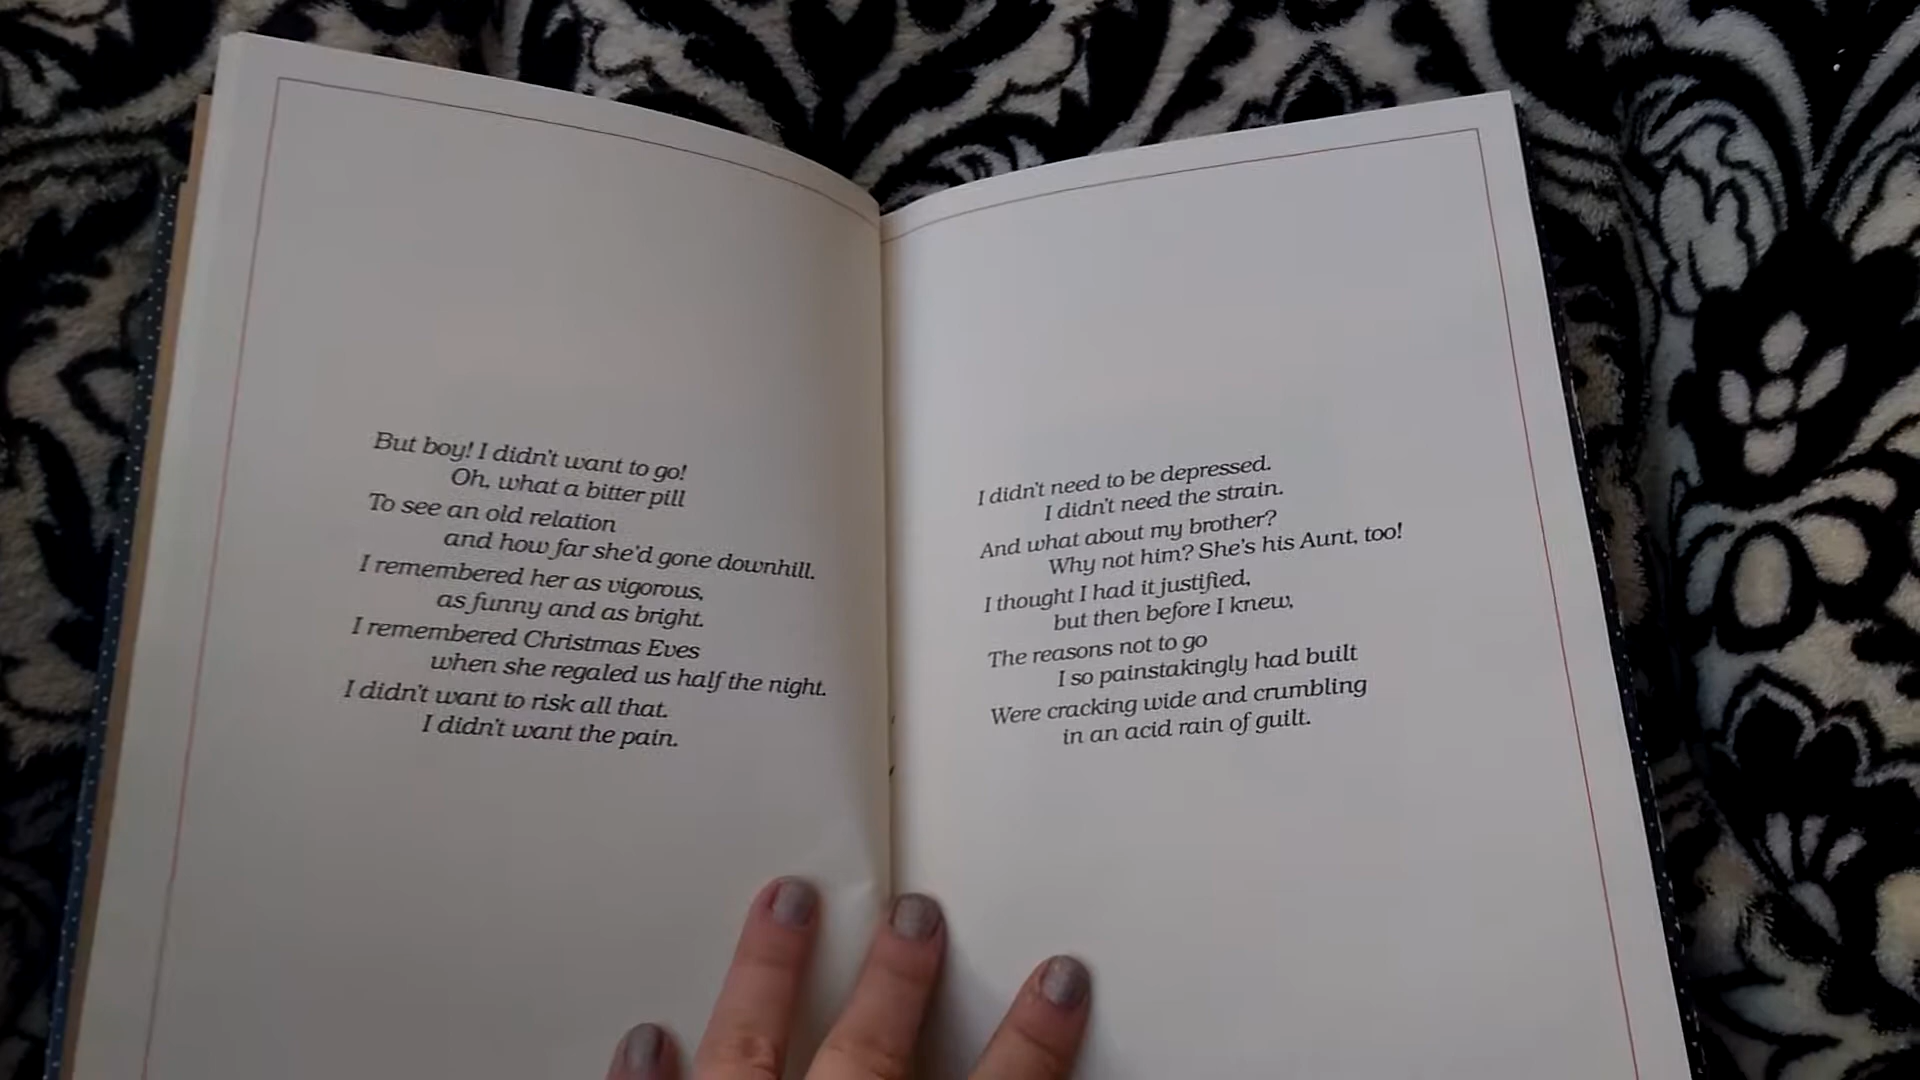 But boy! I didn't want to go!
Oh, what a bitter pill
To see an old relation
and how far she'd gone downhill.
I remembered her as vigorous,
as funny and as bright.
I remembered Christmas Eves
when she regaled us half the night.
I didn't want to risk all that.
I didn't want the pain.
I didn't need to be depressed.
I didn't need the strain.
And what about my brother?
Why not him? She's his Aunt, too!
I thought I had it justified,
but then before I knew,
The reasons not to go
I so painstakingly had built
Were cracking wide and crumbling
in an acid rain of guilt.